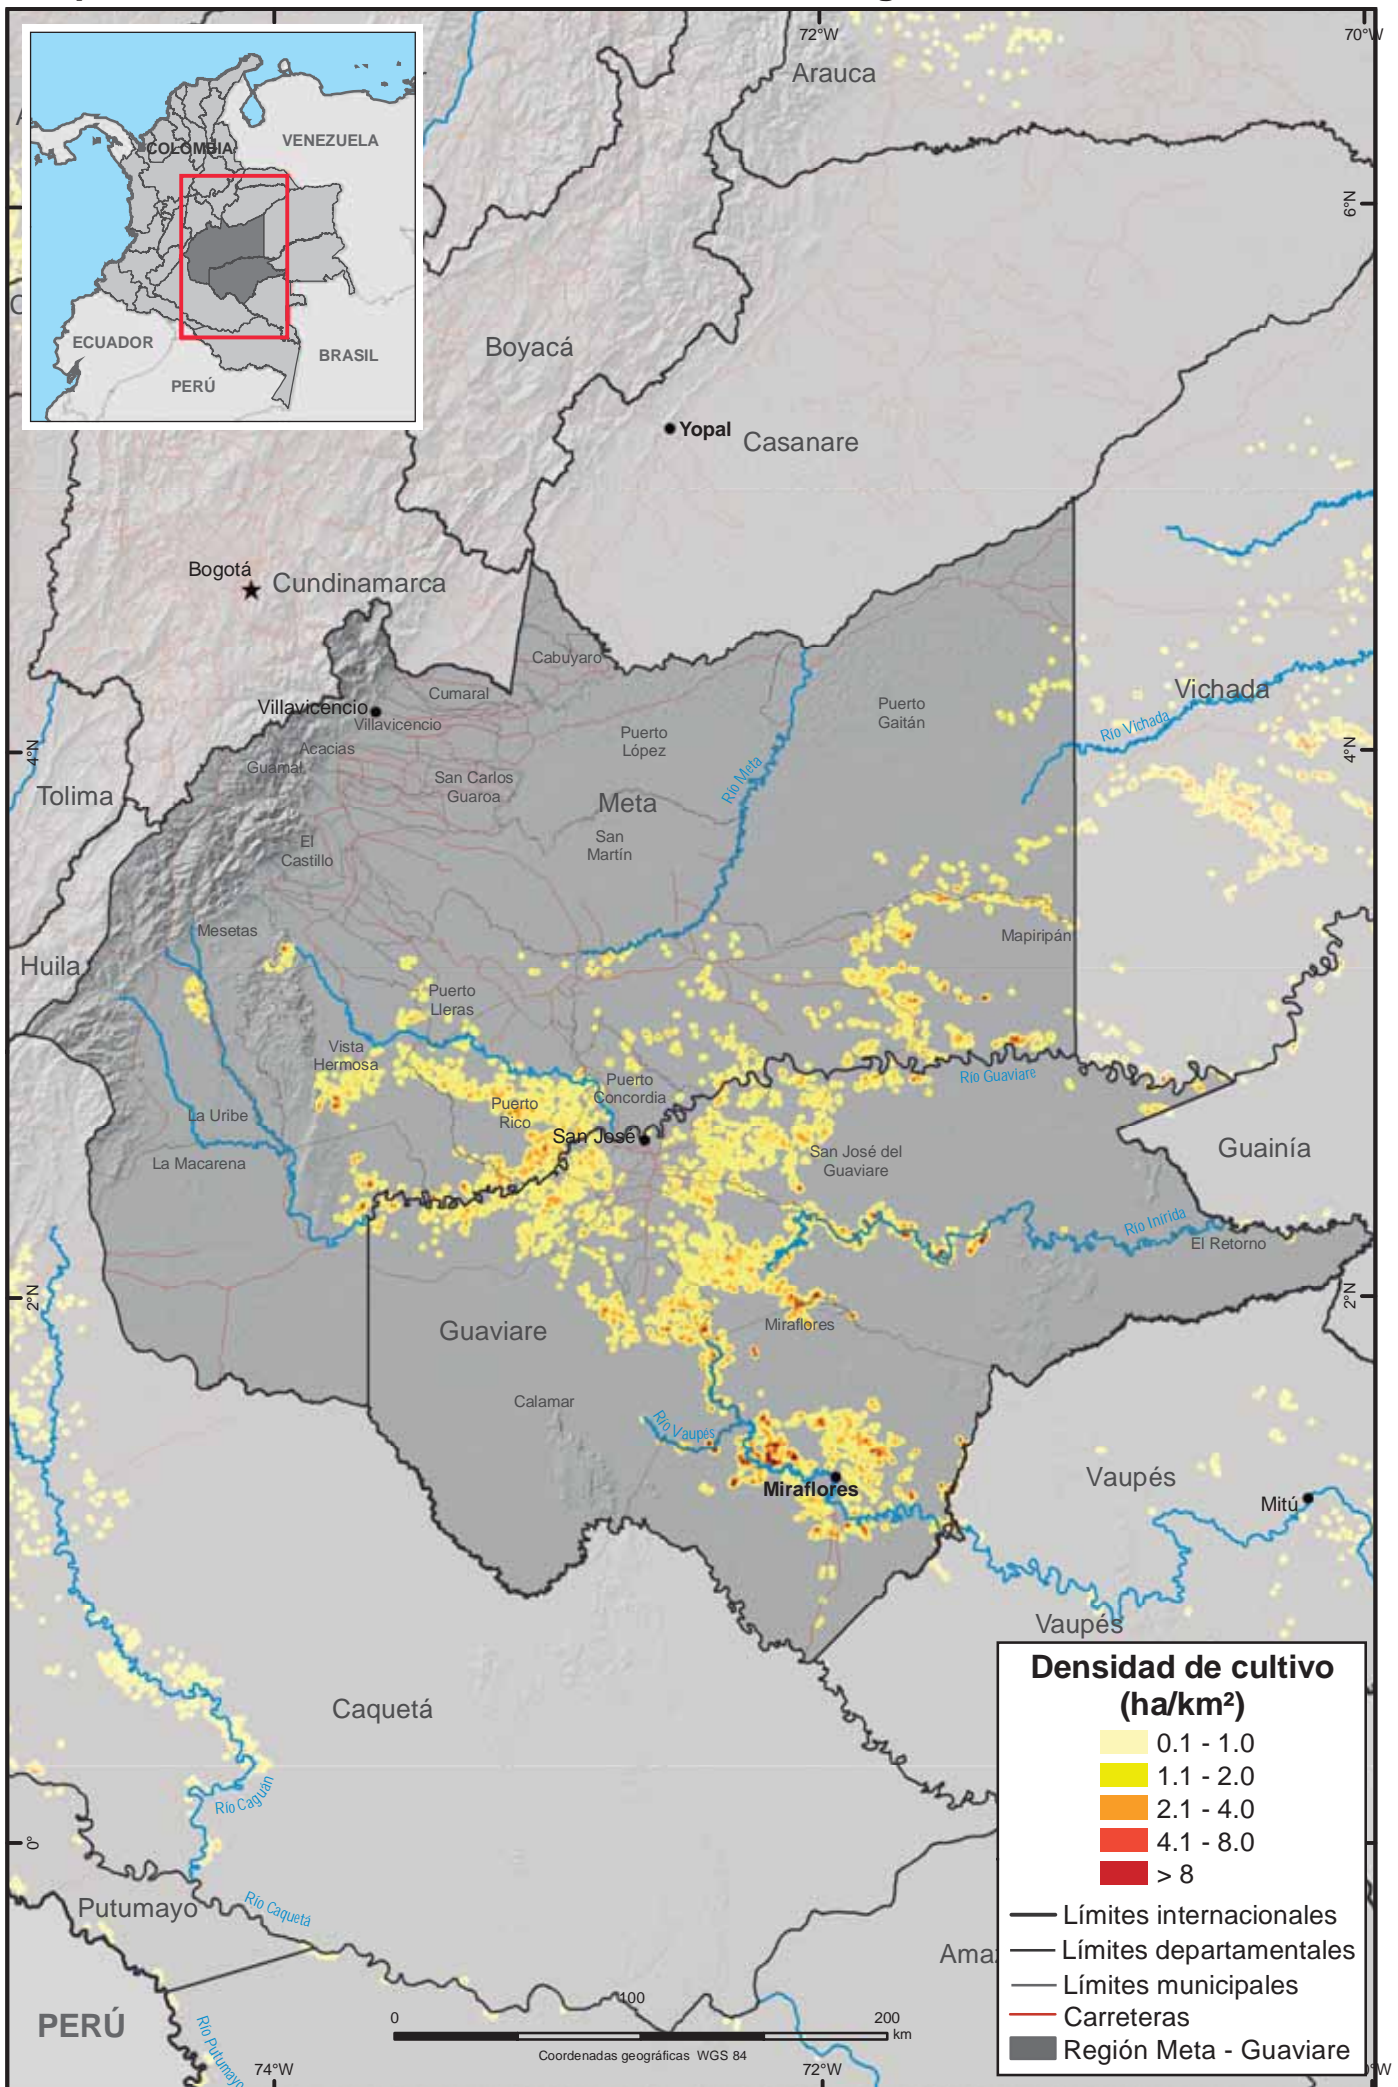 72°W
70°W
Arauca
VENEZUELA
COLOMBIA
ECUADOR
BRASIL
PERÚ
6°N
Boyacá
Yopal
Casanare
Bogotá
Cundinamarca
Cabuyaro
Cumaral
Villavicencio
Villavicencio
Vichada
Puerto
Gaitán
Río Vichada
Puerto
López
Acacias
Guamal
4°N
4°N
San Carlos
Guaroa
Río Meta
Tolima
Meta
El
Castillo
San
Martín
Mesetas
Mapiripán
Huila
Puerto
Lleras
Vista
Hermosa
Puerto
Concordia
Río Guaviare
La Uribe
Puerto
Rico
San José
San José del
Guaviare
Guainía
La Macarena
Río Inírida
El Retorno
2°N
2°N
Guaviare
Miraflores
Calamar
Río Vaupés
Miraflores
Vaupés
Mitú
Vaupés
Caquetá
Río Caguán
0°
Putumayo
Río Caquetá
PERÚ
Río Putumayo
Densidad de cultivo
(ha/km²)
0.1 - 1.0
1.1 - 2.0
2.1 - 4.0
4.1 - 8.0
> 8
Límites internacionales
Límites departamentales
Límites municipales
Carreteras
Región Meta - Guaviare
Ama
0
100
200
km
Coordenadas geográficas WGS 84
74°W
72°W
°W